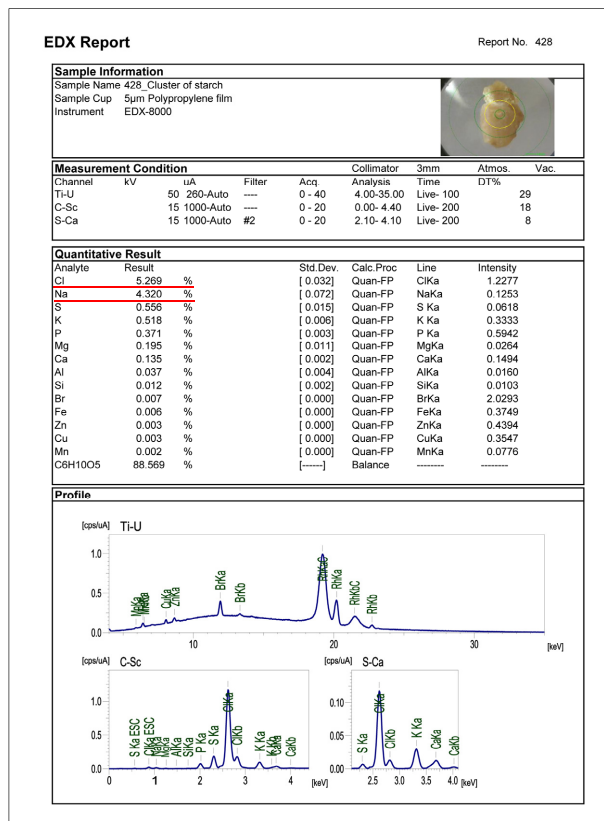 EDX Report
Report No. 428
Sample Information
Sample Name 428_Cluster of starch
Sample Cup 5µm Polypropylene film
Instrument EDX-8000
Measurement Condition Collimator 3mm Atmos. Vac.
Channel kV uA Filter Acq. Analysis Time DT%
Ti-U 50 260-Auto ---- 0 - 40 4.00-35.00 Live- 100 29
C-Sc 15 1000-Auto ---- 0 - 20 0.00- 4.40 Live- 200 18
S-Ca 15 1000-Auto #2 0 - 20 2.10- 4.10 Live- 200 8
Quantitative Result
Analyte Result Std.Dev. Calc.Proc Line Intensity
Cl 5.269 % [ 0.032] Quan-FP ClKa 1.2277
Na 4.320 % [ 0.072] Quan-FP NaKa 0.1253
S 0.556 % [ 0.015] Quan-FP S Ka 0.0618
K 0.518 % [ 0.006] Quan-FP K Ka 0.3333
P 0.371 % [ 0.003] Quan-FP P Ka 0.5942
Mg 0.195 % [ 0.011] Quan-FP MgKa 0.0264
Ca 0.135 % [ 0.002] Quan-FP CaKa 0.1494
Al 0.037 % [ 0.004] Quan-FP AlKa 0.0160
Si 0.012 % [ 0.002] Quan-FP SiKa 0.0103
Br 0.007 % [ 0.000] Quan-FP BrKa 2.0293
Fe 0.006 % [ 0.000] Quan-FP FeKa 0.3749
Zn 0.003 % [ 0.000] Quan-FP ZnKa 0.4394
Cu 0.003 % [ 0.000] Quan-FP CuKa 0.3547
Mn 0.002 % [ 0.000] Quan-FP MnKa 0.0776
C6H10O5 88.569 % [------] Balance -------- --------
Profile
[cps/uA] Ti-U
1.0
0.5
0.0
MnKa CuKa ZnKa BrKa BrKb RhKaC RhKa RhKbC RhKb
10 20 30 [keV]
[cps/uA] C-Sc
1.0
0.5
0.0
S Ka ESC ClKa ESC NaKa MgKa AlKa SiKa P Ka S Ka ClKa ClKb K Ka K Kb CaKa CaKb
0 1 2 3 4 [keV]
[cps/uA] S-Ca
0.10
0.05
0.00
S Ka ClKa ClKb K Ka CaKa CaKb
2.5 3.0 3.5 4.0 [keV]